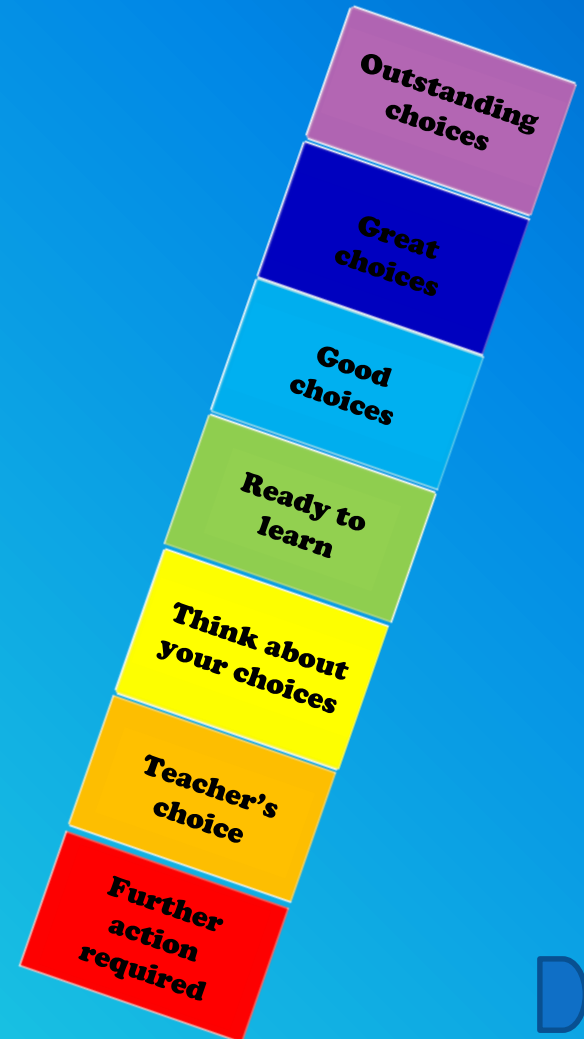 Outstanding
choices
Great
choices
Good
choices
Ready to
learn
Think about
your choices
Teacher’s
choice
Further
action
required
D